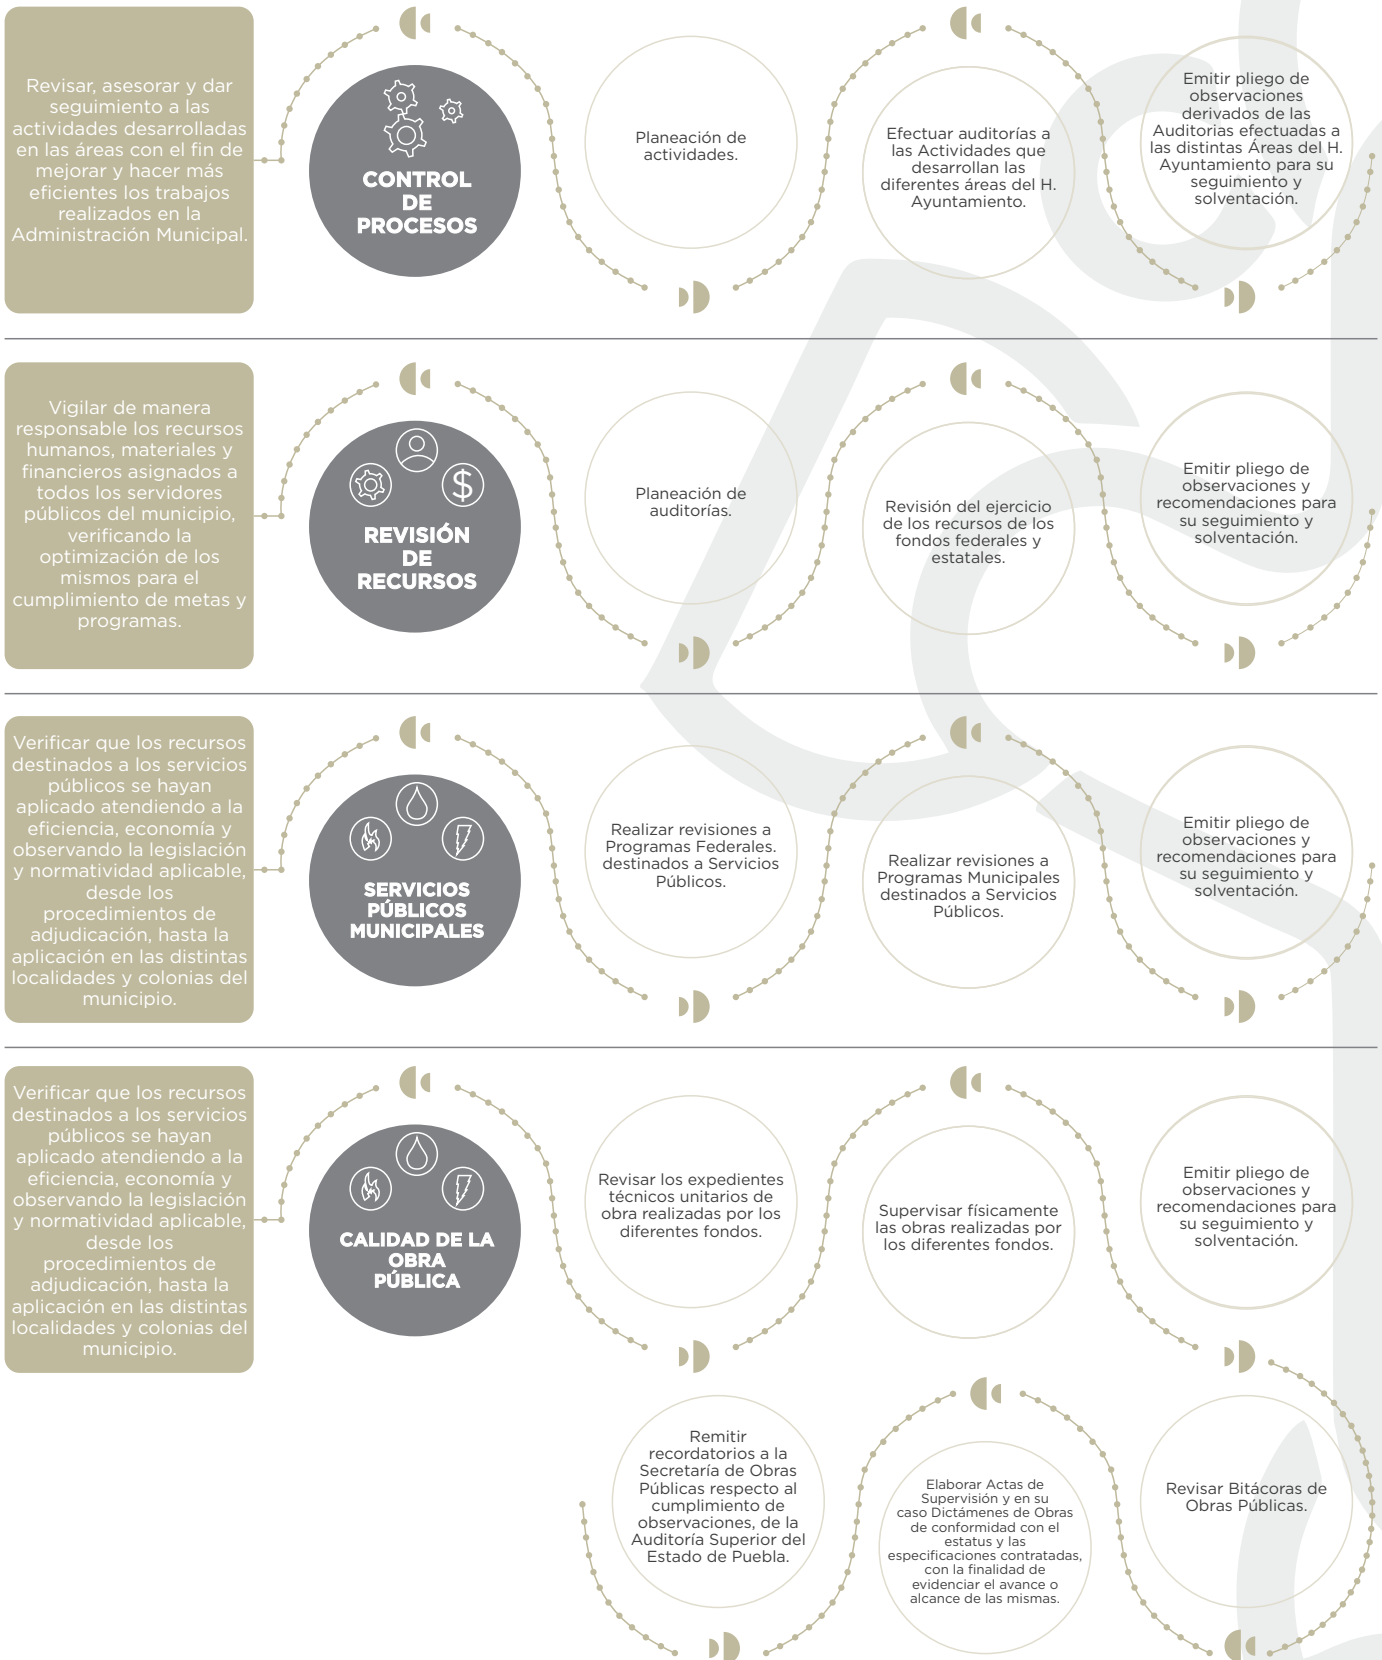 Revisar, asesorar y dar
seguimiento a las
actividades desarrolladas
en las áreas con el fin de
mejorar y hacer más
eficientes los trabajos
realizados en la
Administración Municipal.
CONTROL
DE
PROCESOS
Planeación de
actividades.
Efectuar auditorías a
las Actividades que
desarrollan las
diferentes áreas del H.
Ayuntamiento.
Emitir pliego de
observaciones
derivados de las
Auditorias efectuadas a
las distintas Áreas del H.
Ayuntamiento para su
seguimiento y
solventación.
Vigilar de manera
responsable los recursos
humanos, materiales y
financieros asignados a
todos los servidores
públicos del municipio,
verificando la
optimización de los
mismos para el
cumplimiento de metas y
programas.
$
REVISIÓN
DE
RECURSOS
Planeación de
auditorías.
Revisión del ejercicio
de los recursos de los
fondos federales y
estatales.
Emitir pliego de
observaciones y
recomendaciones para
su seguimiento y
solventación.
Verificar que los recursos
destinados a los servicios
públicos se hayan
aplicado atendiendo a la
eficiencia, economía y
observando la legislación
y normatividad aplicable,
desde los
procedimientos de
adjudicación, hasta la
aplicación en las distintas
localidades y colonias del
municipio.
SERVICIOS
PÚBLICOS
MUNICIPALES
Realizar revisiones a
Programas Federales.
destinados a Servicios
Públicos.
Realizar revisiones a
Programas Municipales
destinados a Servicios
Públicos.
Emitir pliego de
observaciones y
recomendaciones para
su seguimiento y
solventación.
Verificar que los recursos
destinados a los servicios
públicos se hayan
aplicado atendiendo a la
eficiencia, economía y
observando la legislación
y normatividad aplicable,
desde los
procedimientos de
adjudicación, hasta la
aplicación en las distintas
localidades y colonias del
municipio.
CALIDAD DE LA
OBRA
PÚBLICA
Revisar los expedientes
técnicos unitarios de
obra realizadas por los
diferentes fondos.
Supervisar físicamente
las obras realizadas por
los diferentes fondos.
Emitir pliego de
observaciones y
recomendaciones para
su seguimiento y
solventación.
Remitir
recordatorios a la
Secretaría de Obras
Públicas respecto al
cumplimiento de
observaciones, de la
Auditoría Superior del
Estado de Puebla.
Elaborar Actas de
Supervisión y en su
caso Dictámenes de Obras
de conformidad con el
estatus y las
especificaciones contratadas,
con la finalidad de
evidenciar el avance o
alcance de las mismas.
Revisar Bitácoras de
Obras Públicas.